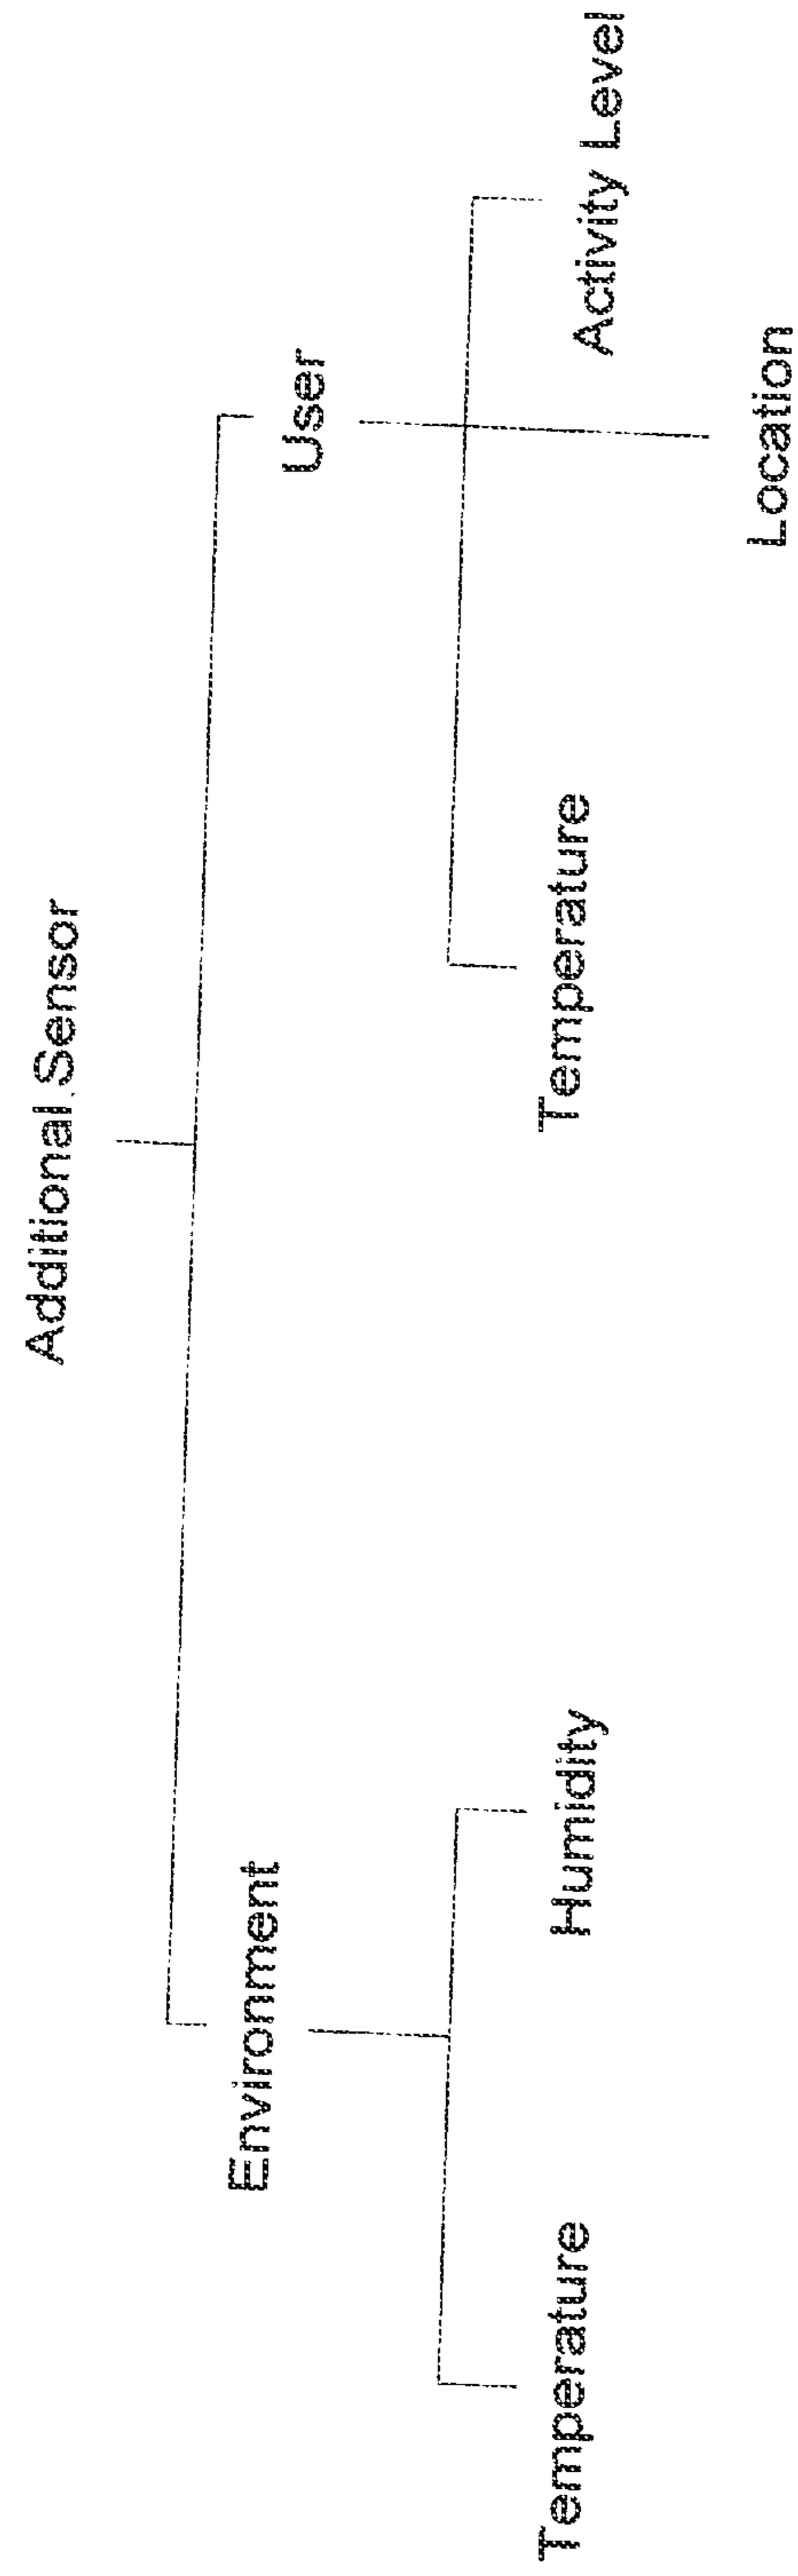 Additional Sensor
Environment
User
Temperature
Humidity
Temperature
Activity Level
Location